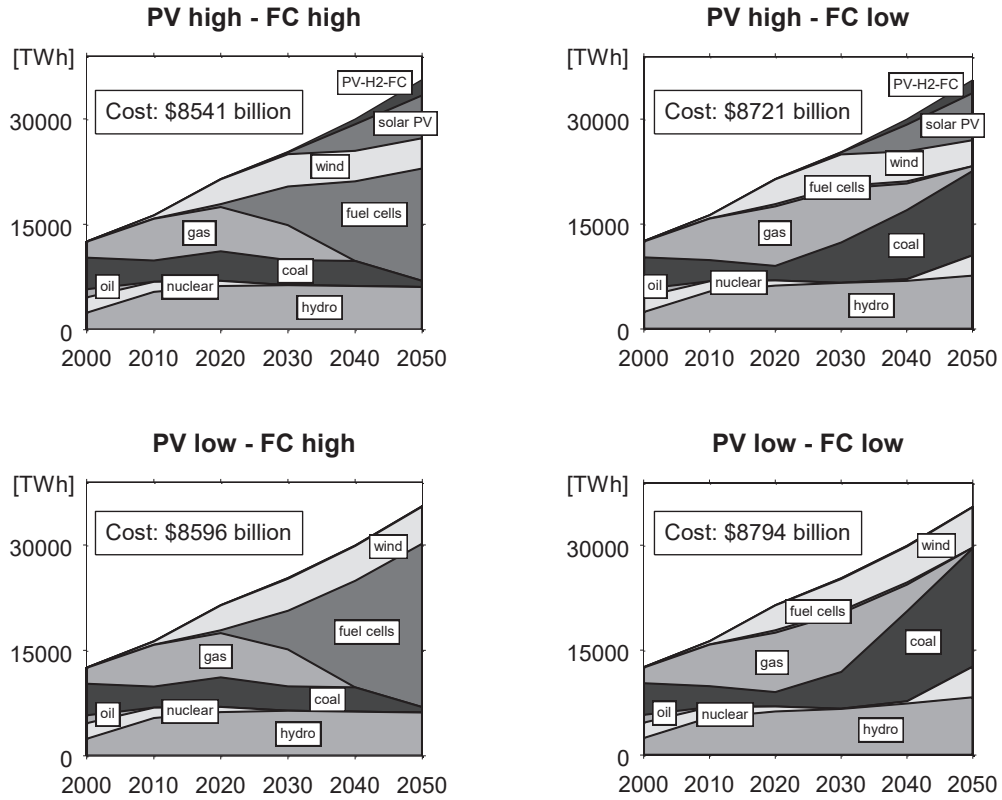 PV high - FC high
[TWh]
PV-H2-FC
Cost: $8541 billion
30000
solar PV
wind
fuel cells
15000
gas
coal
oil
nuclear
hydro
0
2000 2010 2020 2030 2040 2050
PV high - FC low
[TWh]
PV-H2-FC
Cost: $8721 billion
30000
solar PV
wind
fuel cells
15000
gas
coal
oil
nuclear
hydro
0
2000 2010 2020 2030 2040 2050
PV low - FC high
[TWh]
Cost: $8596 billion
30000
wind
fuel cells
15000
gas
coal
oil
nuclear
hydro
0
2000 2010 2020 2030 2040 2050
PV low - FC low
[TWh]
Cost: $8794 billion
30000
wind
fuel cells
15000
gas
coal
oil
nuclear
hydro
0
2000 2010 2020 2030 2040 2050